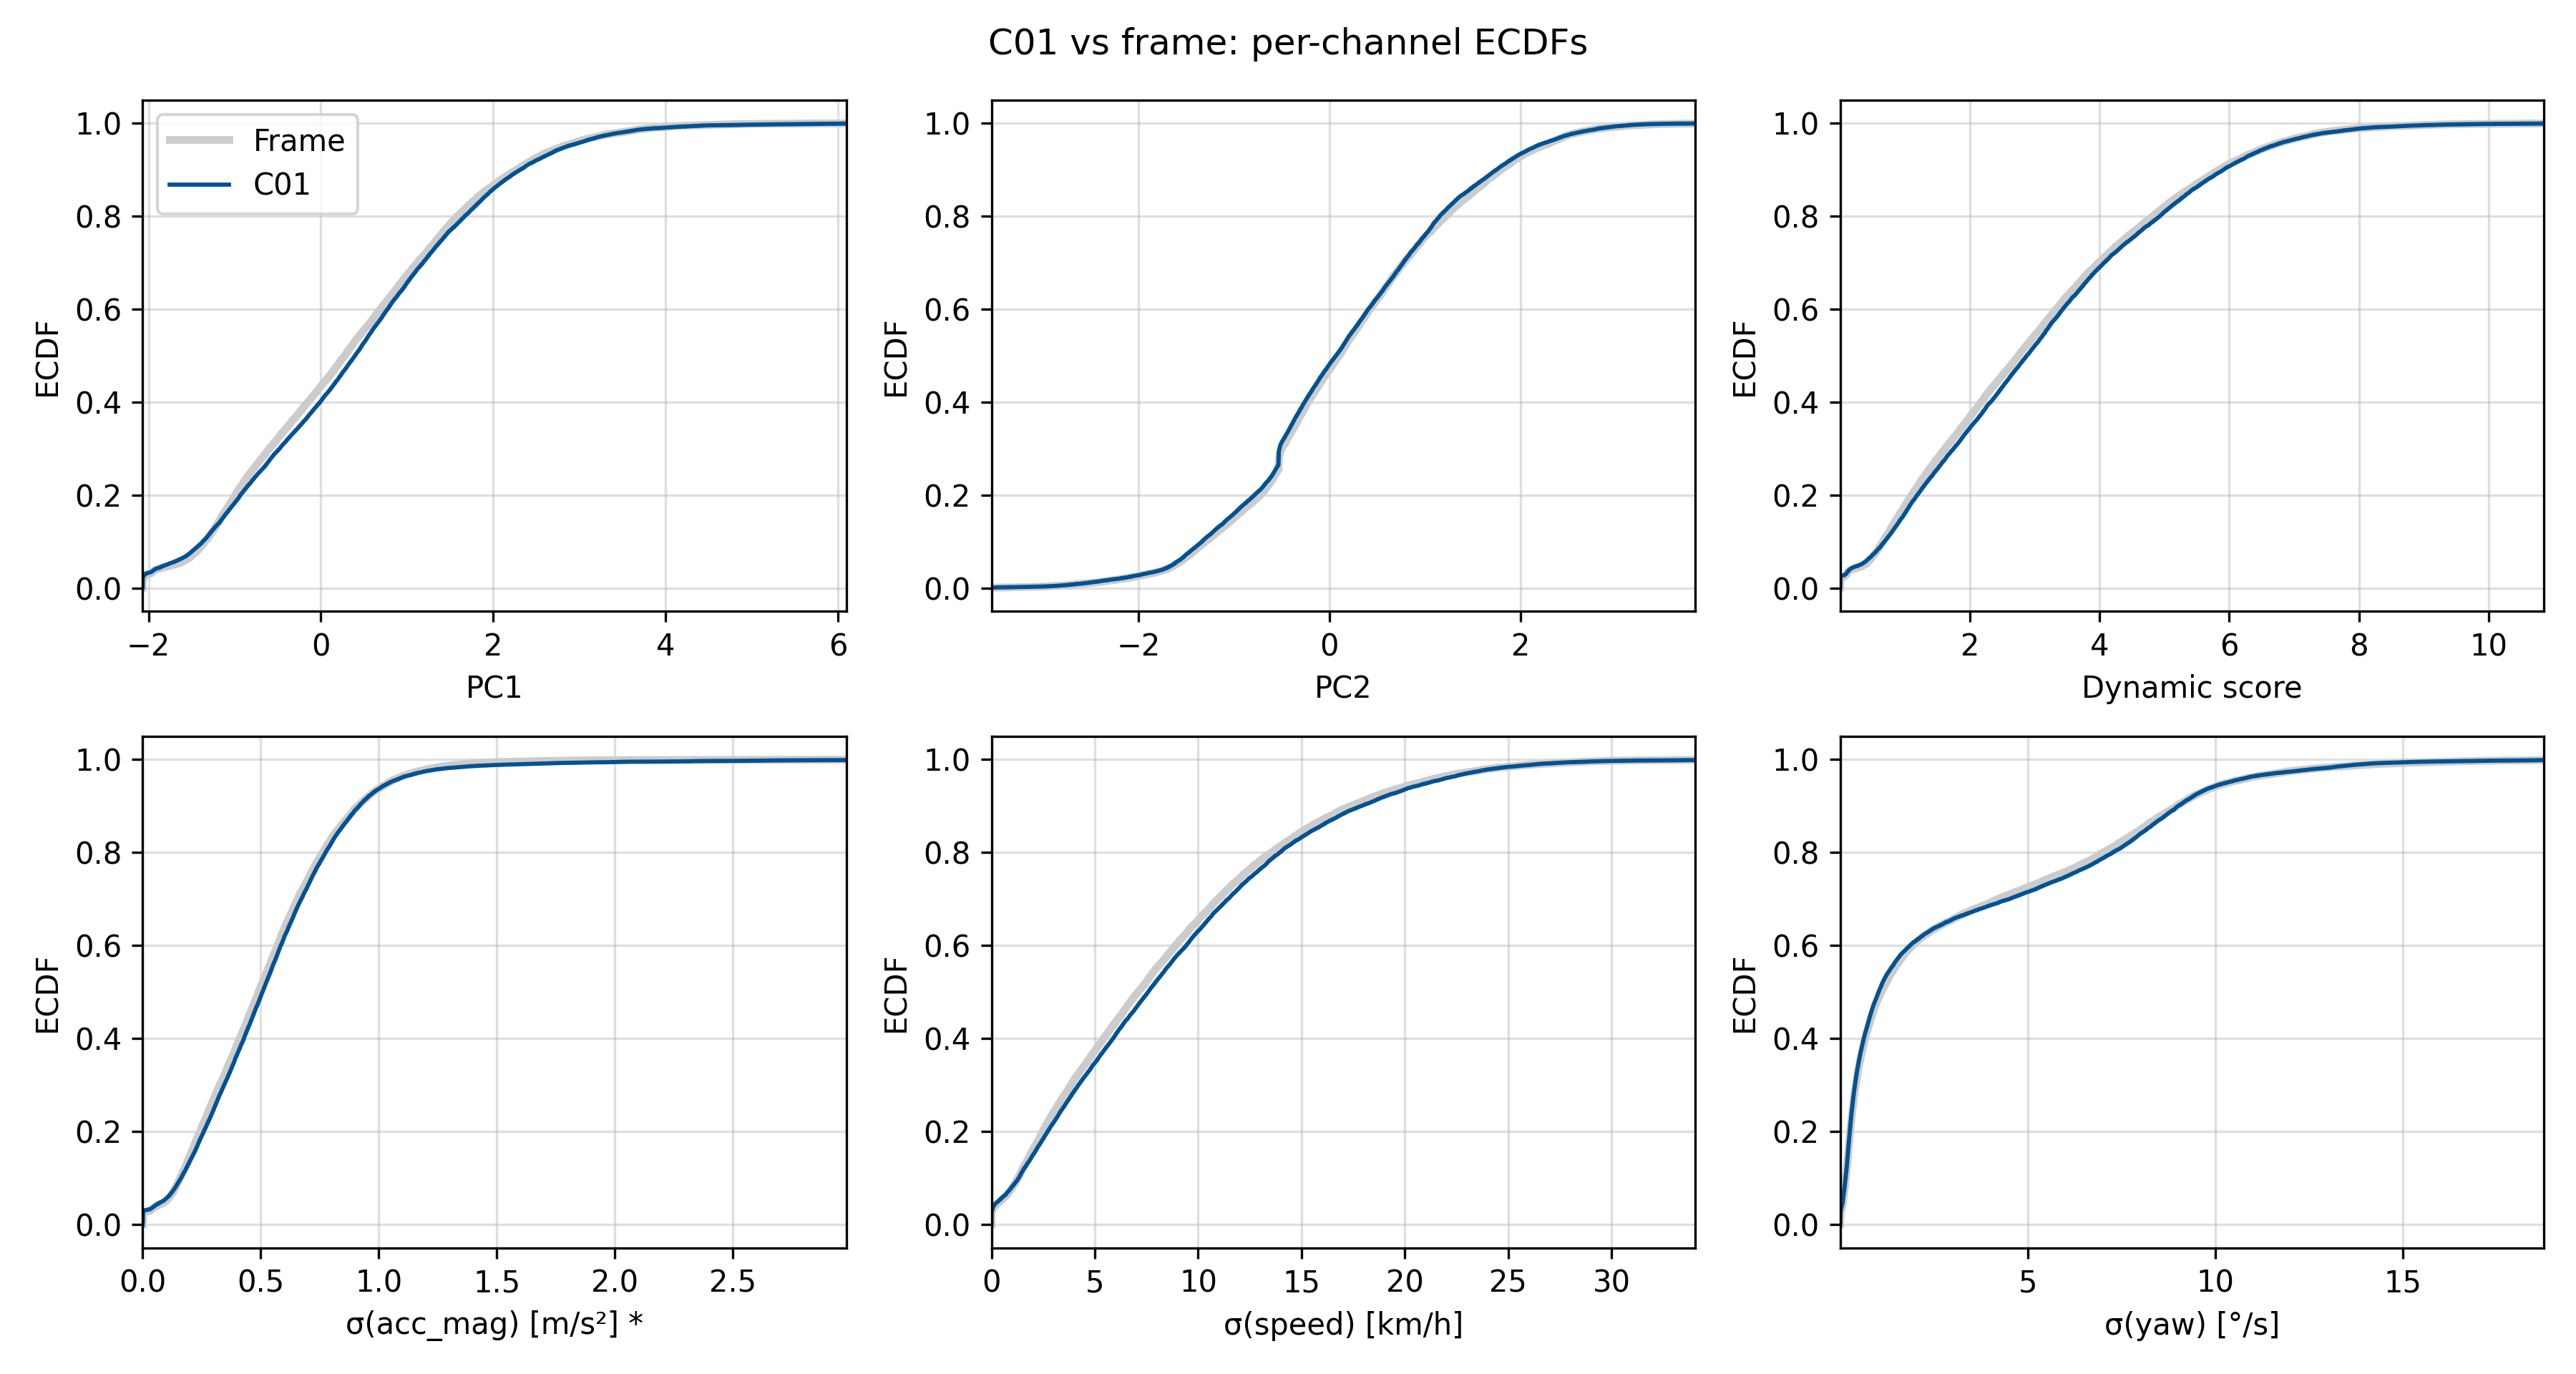 C01 vs frame: per-channel ECDFs
Frame
C01
ECDF
1.0
0.8
0.6
0.4
0.2
0.0
−2 0 2 4 6
PC1
ECDF
1.0
0.8
0.6
0.4
0.2
0.0
−2 0 2
PC2
ECDF
1.0
0.8
0.6
0.4
0.2
0.0
2 4 6 8 10
Dynamic score
ECDF
1.0
0.8
0.6
0.4
0.2
0.0
0.0 0.5 1.0 1.5 2.0 2.5
σ(acc_mag) [m/s²] *
ECDF
1.0
0.8
0.6
0.4
0.2
0.0
0 5 10 15 20 25 30
σ(speed) [km/h]
ECDF
1.0
0.8
0.6
0.4
0.2
0.0
5 10 15
σ(yaw) [°/s]